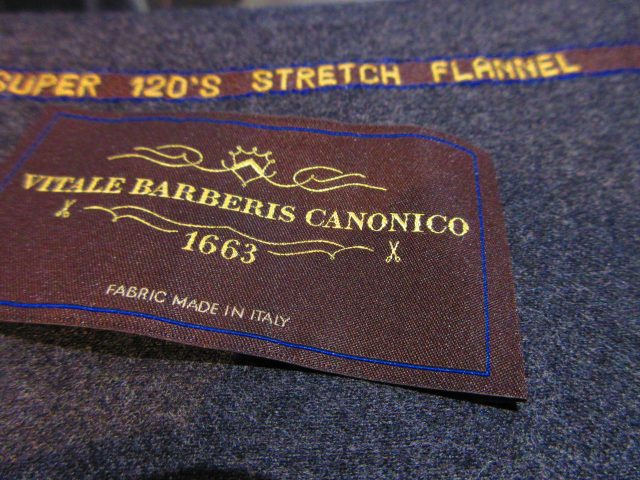 SUPER 120'S STRETCH FLANNEL
VITALE BARBERIS CANONICO
1663
FABRIC MADE IN ITALY